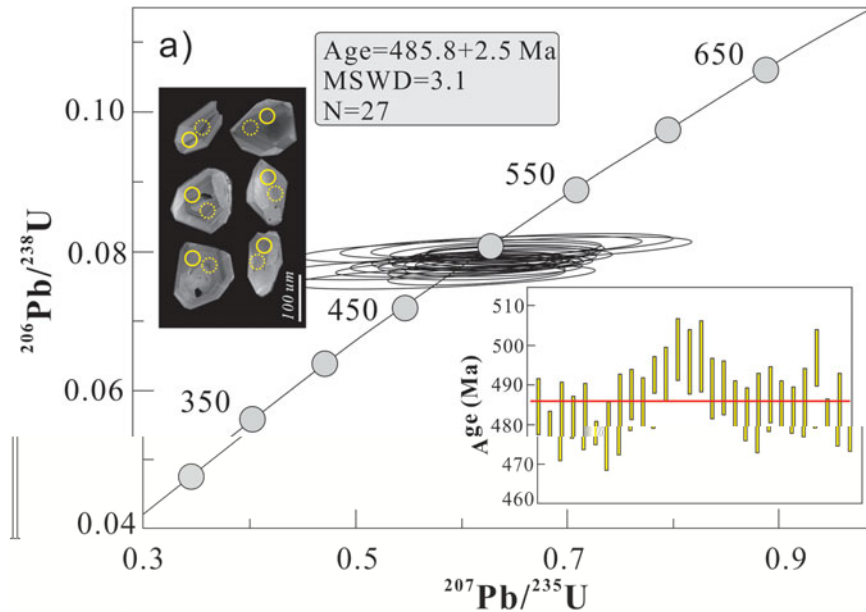 a)
Age=485.8+2.5 Ma
MSWD=3.1
N=27
650
550
450
350
100 um
0.10
0.08
0.06
0.04
²⁰⁶Pb/²³⁸U
0.3
0.5
0.7
0.9
²⁰⁷Pb/²³⁵U
510
500
490
480
470
460
Age (Ma)